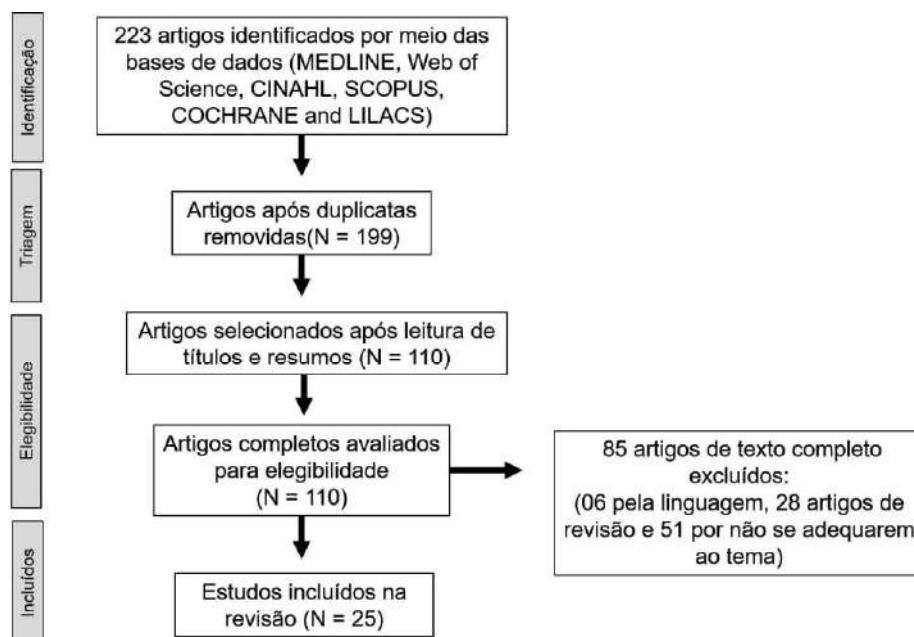 Identificação
223 artigos identificados por meio das
bases de dados (MEDLINE, Web of
Science, CINAHL, SCOPUS,
COCHRANE and LILACS)
Triagem
Artigos após duplicatas
removidas(N = 199)
Elegibilidade
Artigos selecionados após leitura de
títulos e resumos (N = 110)
Artigos completos avaliados
para elegibilidade
(N = 110)
85 artigos de texto completo
excluídos:
(06 pela linguagem, 28 artigos de
revisão e 51 por não se adequarem
ao tema)
Incluídos
Estudos incluídos na
revisão (N = 25)